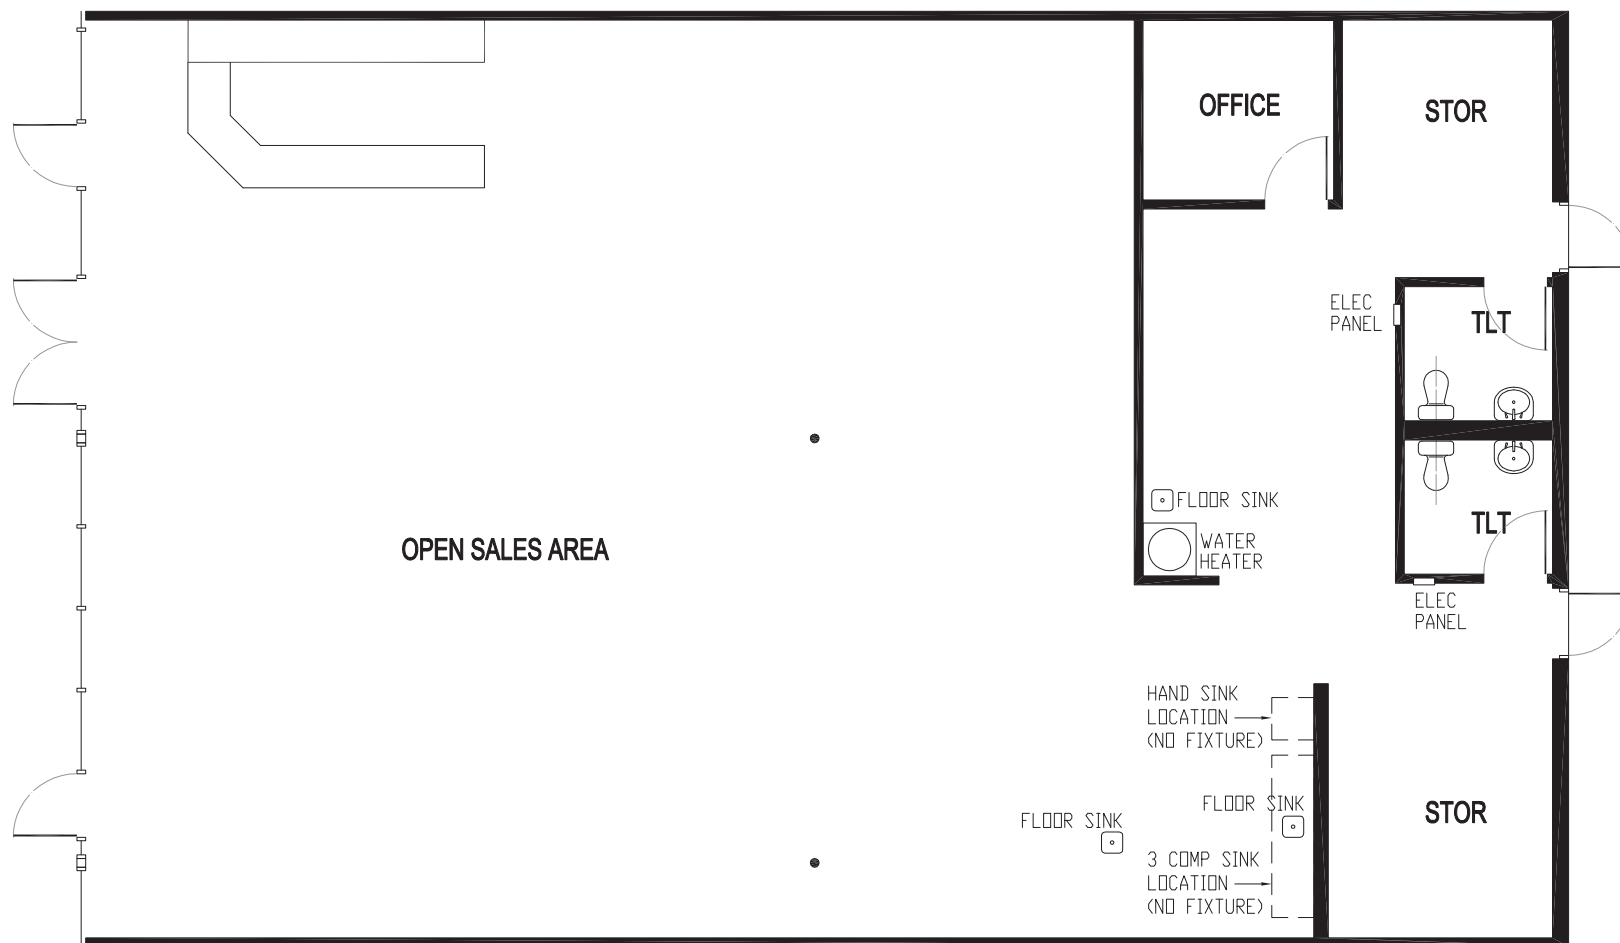 OFFICE
STOR
ELEC
PANEL
TLT
FLOOR SINK
WATER
HEATER
OPEN SALES AREA
TLT
ELEC
PANEL
HAND SINK
LOCATION
(NO FIXTURE)
FLOOR SINK
FLOOR SINK
STOR
3 COMP SINK
LOCATION
(NO FIXTURE)